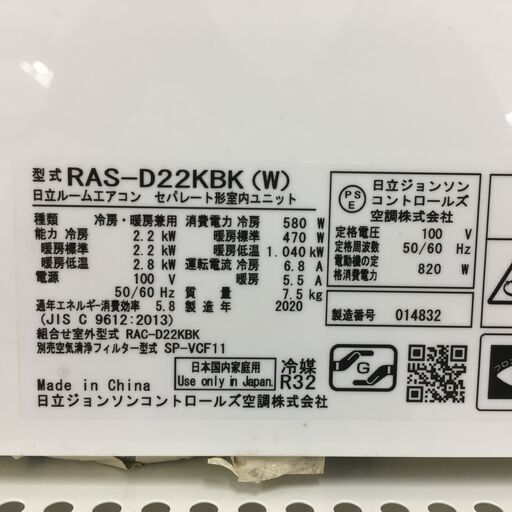 型式 RAS-D22KBK(W)
日立ルームエアコン セパレート形室内ユニット
種類 冷房・暖房兼用
能力 冷房 2.2 kW
暖房標準 2.2 kW
暖房低温 2.8 kW
電源 100 V
50/60 Hz
通年エネルギー消費効率 5.8
(JIS C 9612:2013)
組合せ室外型式 RAC-D22KBK
別売空気清浄フィルター型式 SP-VCF11
消費電力 冷房 580 W
暖房標準 470 W
暖房低温 1.040 kW
運転電流 冷房 6.8 A
暖房 5.5 A
質量 7.5 kg
製造年 2020
PS
E
日立ジョンソン
コントロールズ
空調株式会社
定格電圧 100 V
定格周波数 50/60 Hz
電動機の定
格消費電力 820 W
製造番号 014832
日本国内家庭用
Use only in Japan.
冷媒
R32
G
フロン
Made in China
日立ジョンソンコントロールズ空調株式会社